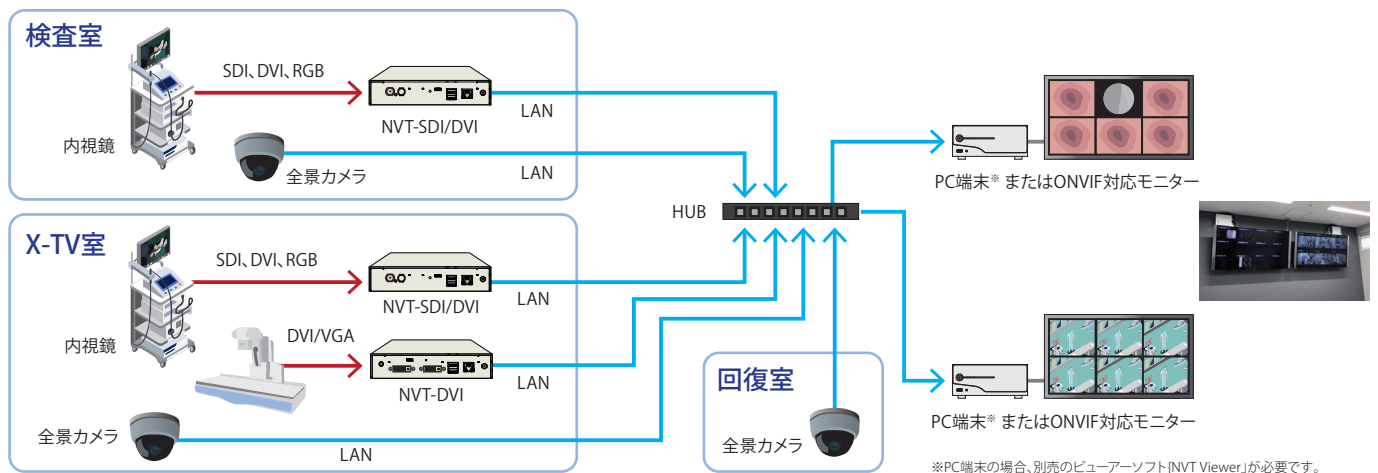 検査室
SDI、DVI、RGB
NVT-SDI/DVI
LAN
内視鏡
全景カメラ
LAN
X-TV室
SDI、DVI、RGB
NVT-SDI/DVI
LAN
内視鏡
DVI/VGA
NVT-DVI
LAN
全景カメラ
LAN
HUB
回復室
全景カメラ
PC端末※ またはONVIF対応モニター
PC端末※ またはONVIF対応モニター
※PC端末の場合、別売のビューアーソフト「NVT Viewer」が必要です。